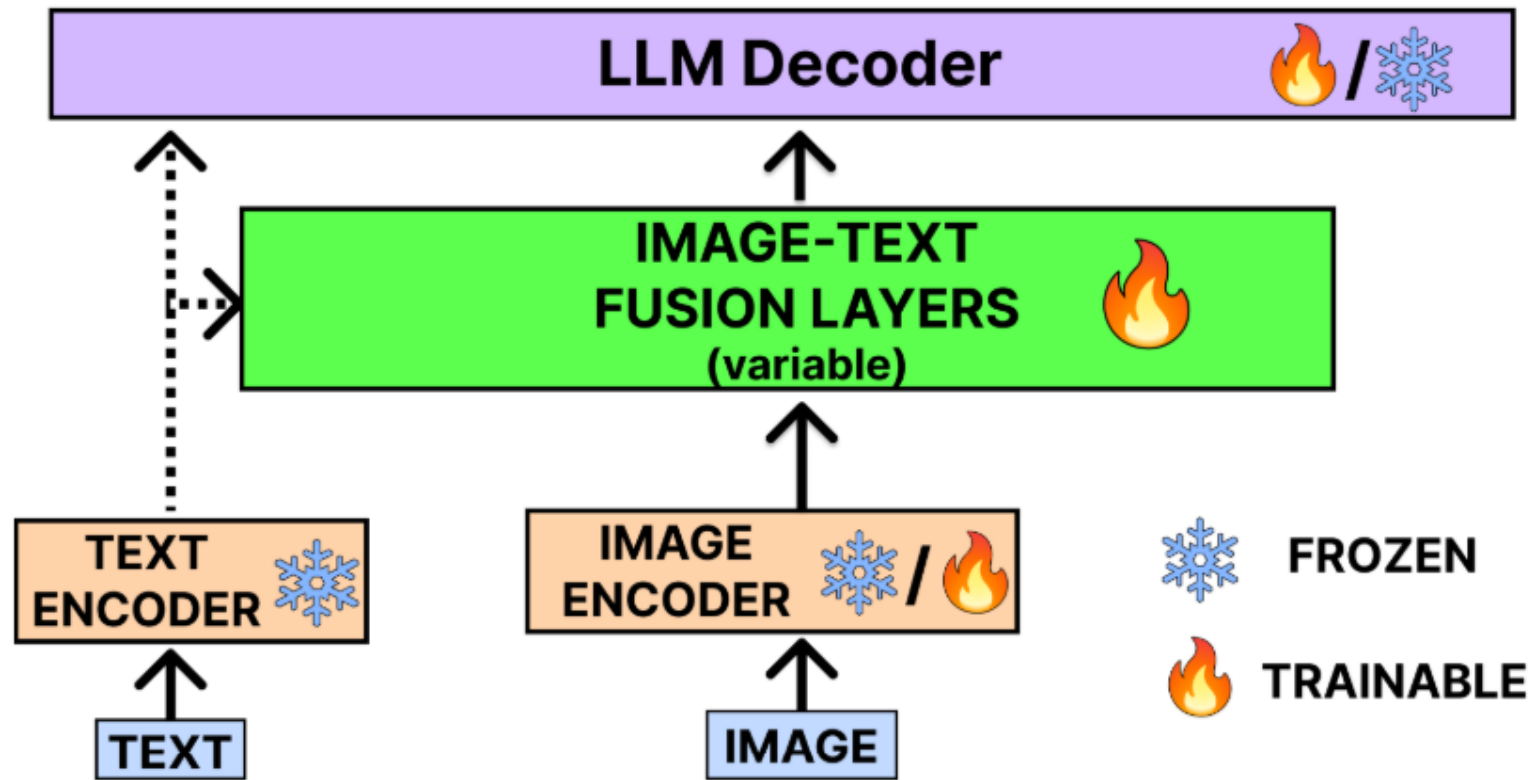 LLM Decoder /
IMAGE-TEXT
FUSION LAYERS
(variable)
TEXT
ENCODER
IMAGE
ENCODER /
FROZEN
TRAINABLE
TEXT
IMAGE